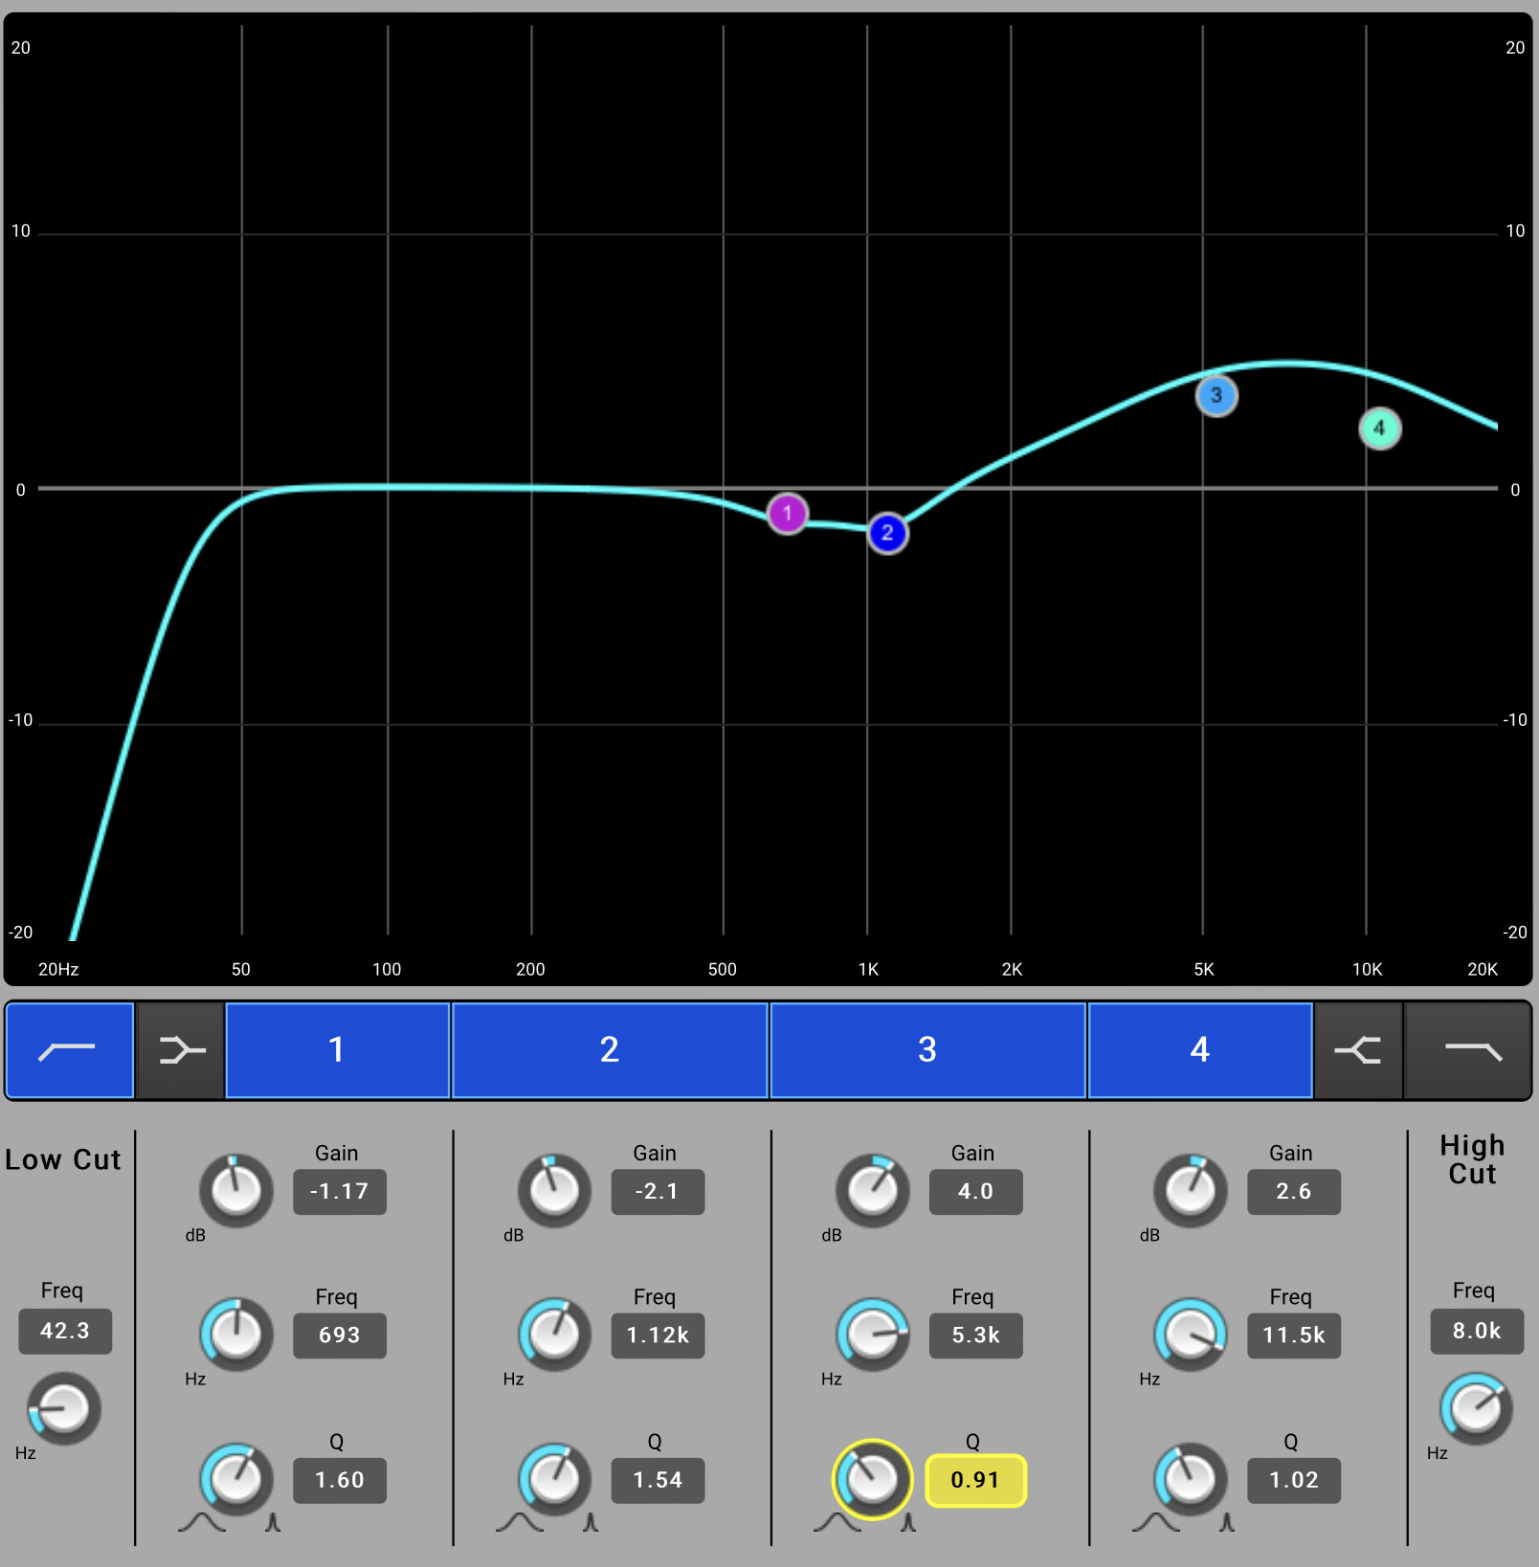 20 20
10 10
0 0
-10 -10
-20 -20
20Hz 50 100 200 500 1K 2K 5K 10K 20K
1
2
3
4
1 2 3 4
Low Cut
Freq
42.3
Hz
Gain
-1.17
dB
Freq
693
Hz
Q
1.60
Gain
-2.1
dB
Freq
1.12k
Hz
Q
1.54
Gain
4.0
dB
Freq
5.3k
Hz
Q
0.91
Gain
2.6
dB
Freq
11.5k
Hz
Q
1.02
High
Cut
Freq
8.0k
Hz